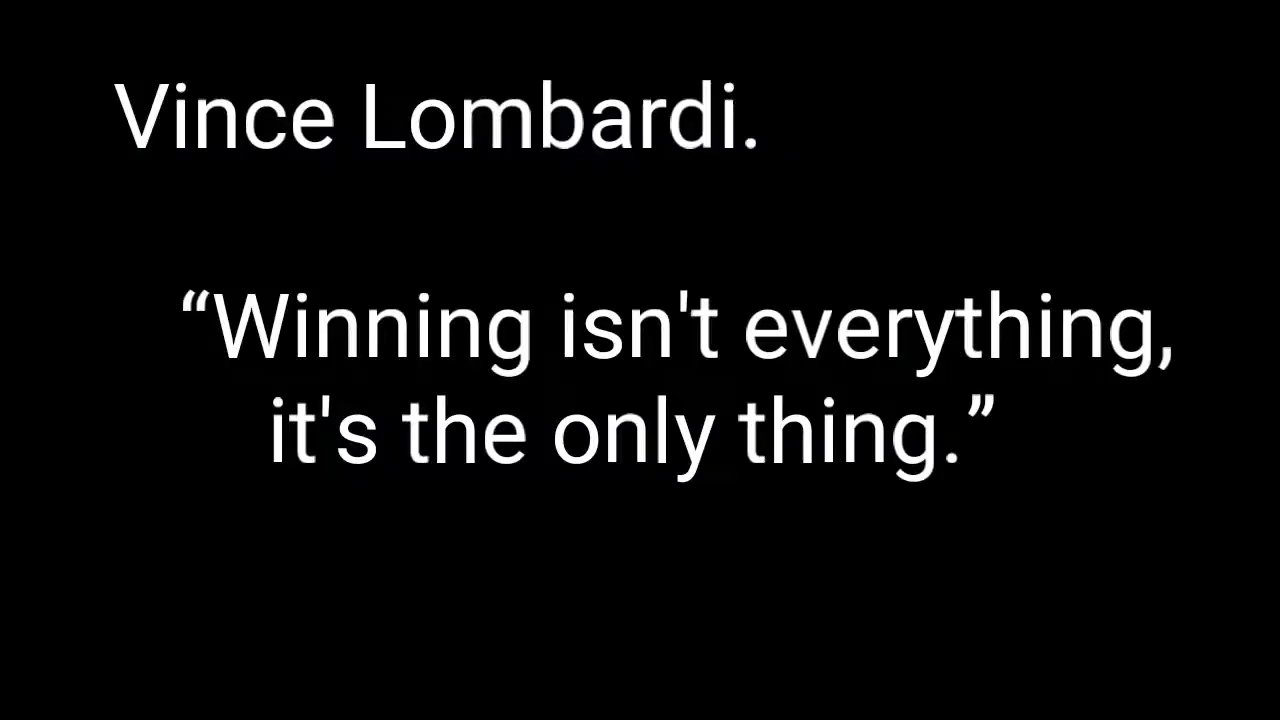 Vince Lombardi.
“Winning isn't everything,
it's the only thing.”